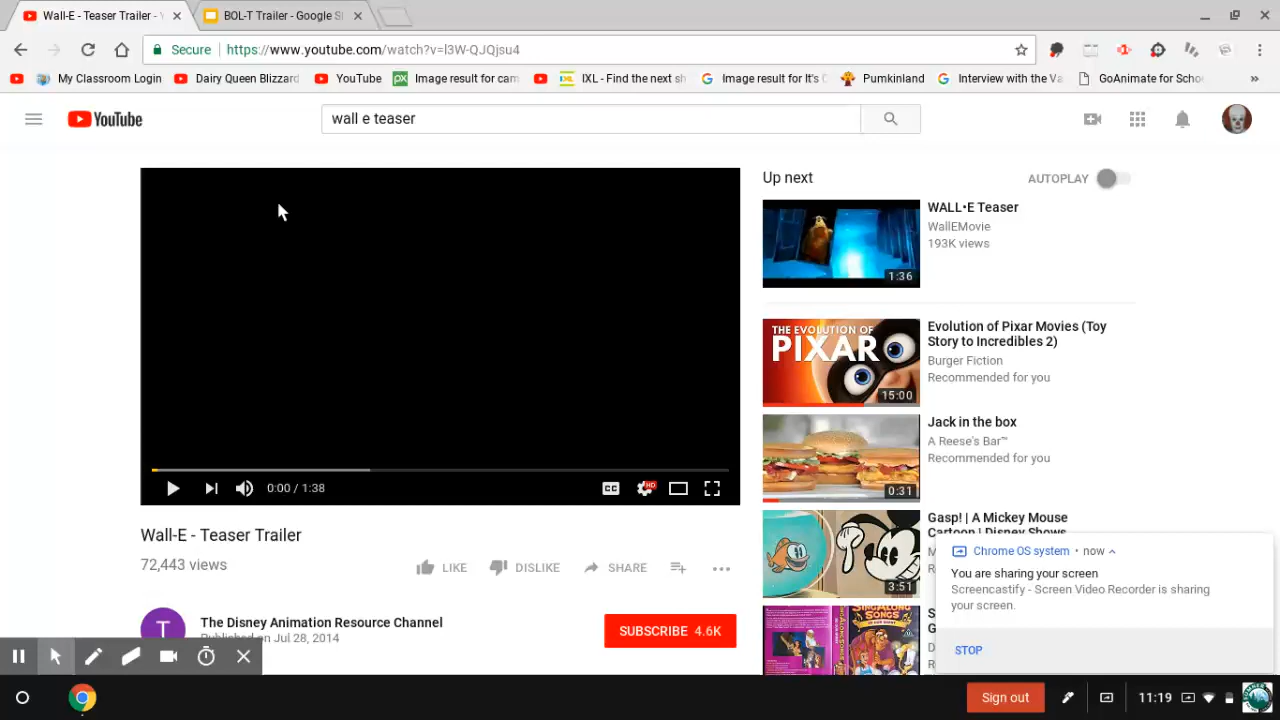 Wall-E - Teaser Trailer -
BOL-T Trailer - Google Sl
Secure
https://www.youtube.com/watch?v=l3W-QJQjsu4
My Classroom Login
Dairy Queen Blizzard
YouTube
Image result for cam
IXL - Find the next sh
Image result for It's C
Pumkinland
Interview with the Va
GoAnimate for Schoo
YouTube
wall e teaser
Up next
AUTOPLAY
WALL•E Teaser
WallEMovie
193K views
1:36
THE EVOLUTION OF
PIXAR
15:00
Evolution of Pixar Movies (Toy
Story to Incredibles 2)
Burger Fiction
Recommended for you
Jack in the box
A Reese's Bar™
Recommended for you
0:31
Gasp! | A Mickey Mouse
Cartoon | Disney Shows
3:51
0:00 / 1:38
CC
HD
Wall-E - Teaser Trailer
72,443 views
LIKE
DISLIKE
SHARE
T
The Disney Animation Resource Channel
Published on Jul 28, 2014
SUBSCRIBE 4.6K
Chrome OS system • now
You are sharing your screen
Screencastify - Screen Video Recorder is sharing
your screen.
STOP
Sign out
11:19